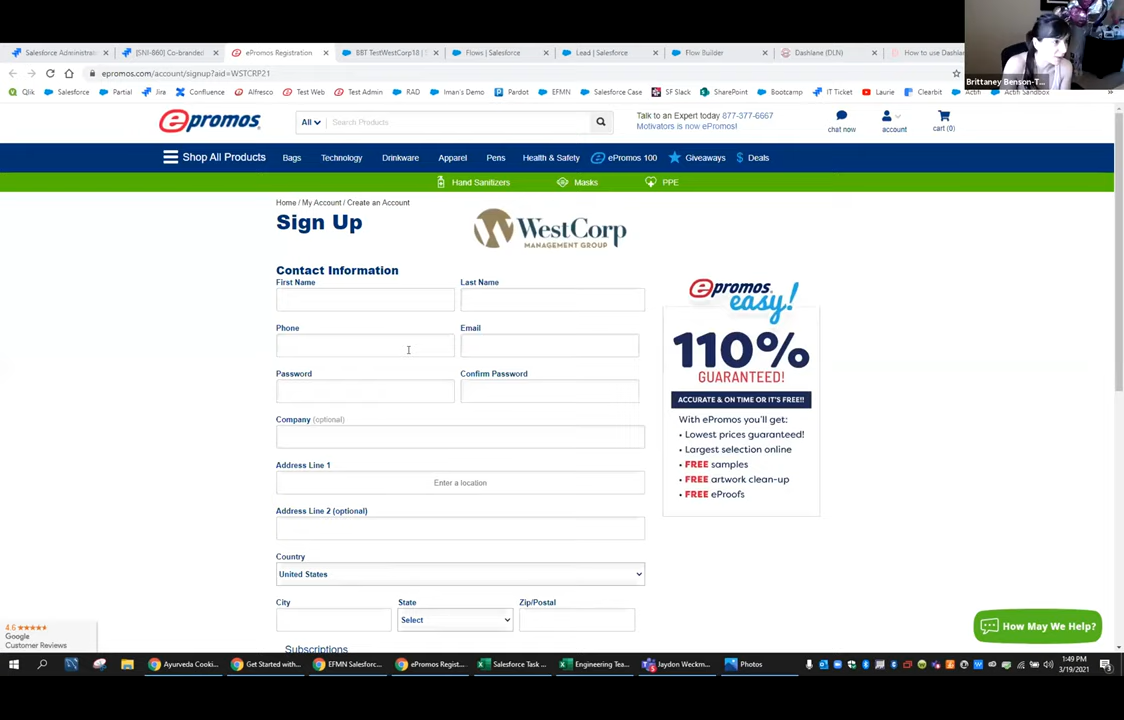 Salesforce Administra
[SNI-860] Co-branded
ePromos Registration
BBT TestWestCorp18 |
Flows | Salesforce
Lead | Salesforce
Flow Builder
Dashlane (DLN)
How to use Dashlan
epromos.com/account/signup?aid=WSTCRP21
Brittaney Benson-T...
Qlik
Salesforce
Partial
Jira
Confluence
Alfresco
Test Web
Test Admin
RAD
Iman's Demo
Pardot
EFMN
Salesforce Case
SF Slack
SharePoint
Bootcamp
IT Ticket
Laurie
Clearbit
Actifi
Actifi Sandbox
»
epromos
All
Search Products
Talk to an Expert today 877-377-6667
Motivators is now ePromos!
chat now
account
cart (0)
Shop All Products
Bags
Technology
Drinkware
Apparel
Pens
Health & Safety
ePromos 100
Giveaways
$ Deals
Hand Sanitizers
Masks
PPE
Home / My Account / Create an Account
Sign Up
WestCorp
MANAGEMENT GROUP
Contact Information
First Name
Last Name
Phone
Email
Password
Confirm Password
Company (optional)
Address Line 1
Enter a location
Address Line 2 (optional)
Country
United States
City
State
Zip/Postal
Select
Subscriptions
epromos
easy!
110%
GUARANTEED!
ACCURATE & ON TIME OR IT'S FREE!!
With ePromos you'll get:
• Lowest prices guaranteed!
• Largest selection online
• FREE samples
• FREE artwork clean-up
• FREE eProofs
4.6
Google
Customer Reviews
How May We Help?
Ayurveda Cooki...
Get Started with...
EFMN Salesforc...
ePromos Regist...
Salesforce Task ...
Engineering Tea...
Jaydon Weckm...
Photos
1:49 PM
3/19/2021